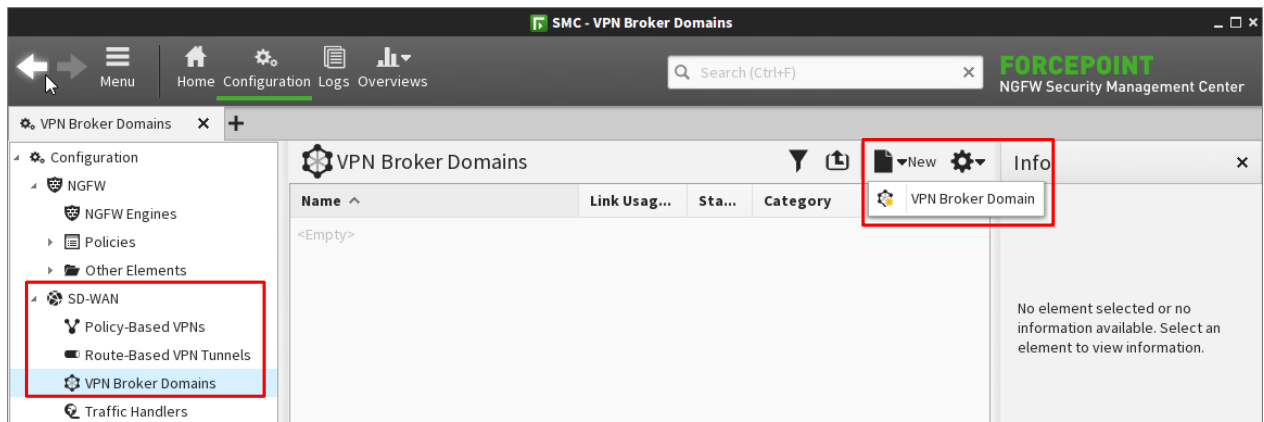 SMC - VPN Broker Domains
Menu
Home Configuration Logs Overviews
Search (Ctrl+F)
FORCEPOINT
NGFW Security Management Center
VPN Broker Domains
Configuration
NGFW
NGFW Engines
Policies
Other Elements
SD-WAN
Policy-Based VPNs
Route-Based VPN Tunnels
VPN Broker Domains
Traffic Handlers
VPN Broker Domains
New
Name Link Usag... Sta... Category
<Empty>
VPN Broker Domain
Info
No element selected or no
information available. Select an
element to view information.